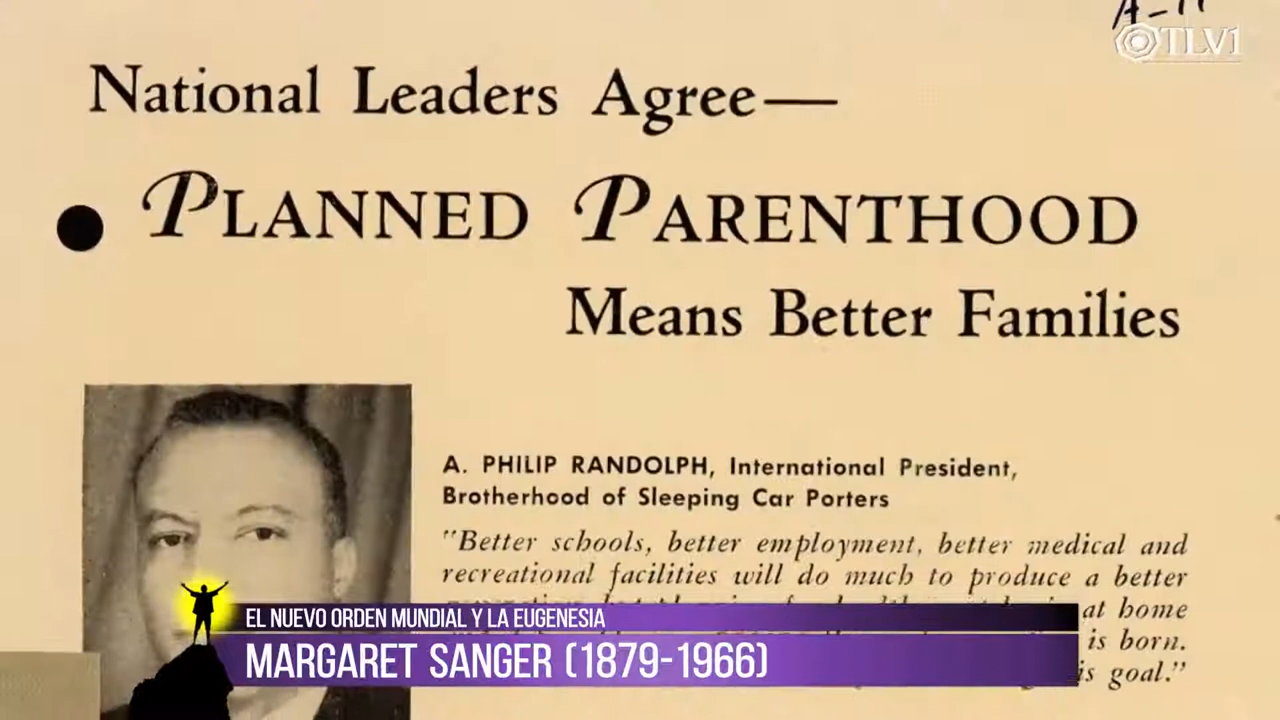 A-11
TLV1
National Leaders Agree—
PLANNED PARENTHOOD
Means Better Families
A. PHILIP RANDOLPH, International President,
Brotherhood of Sleeping Car Porters
"Better schools, better employment, better medical and
recreational facilities will do much to produce a better
at home
is born.
is goal."
EL NUEVO ORDEN MUNDIAL Y LA EUGENESIA
MARGARET SANGER (1879-1966)